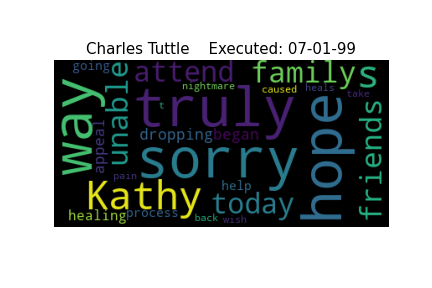 Charles Tuttle    Executed: 07-01-99
going
attend
family
s
way
unable
nightmare
caused
heals
take
truly
t
hope
friends
appeal
dropping
began
sorry
pain
Kathy
help
today
healing
process
back
wish